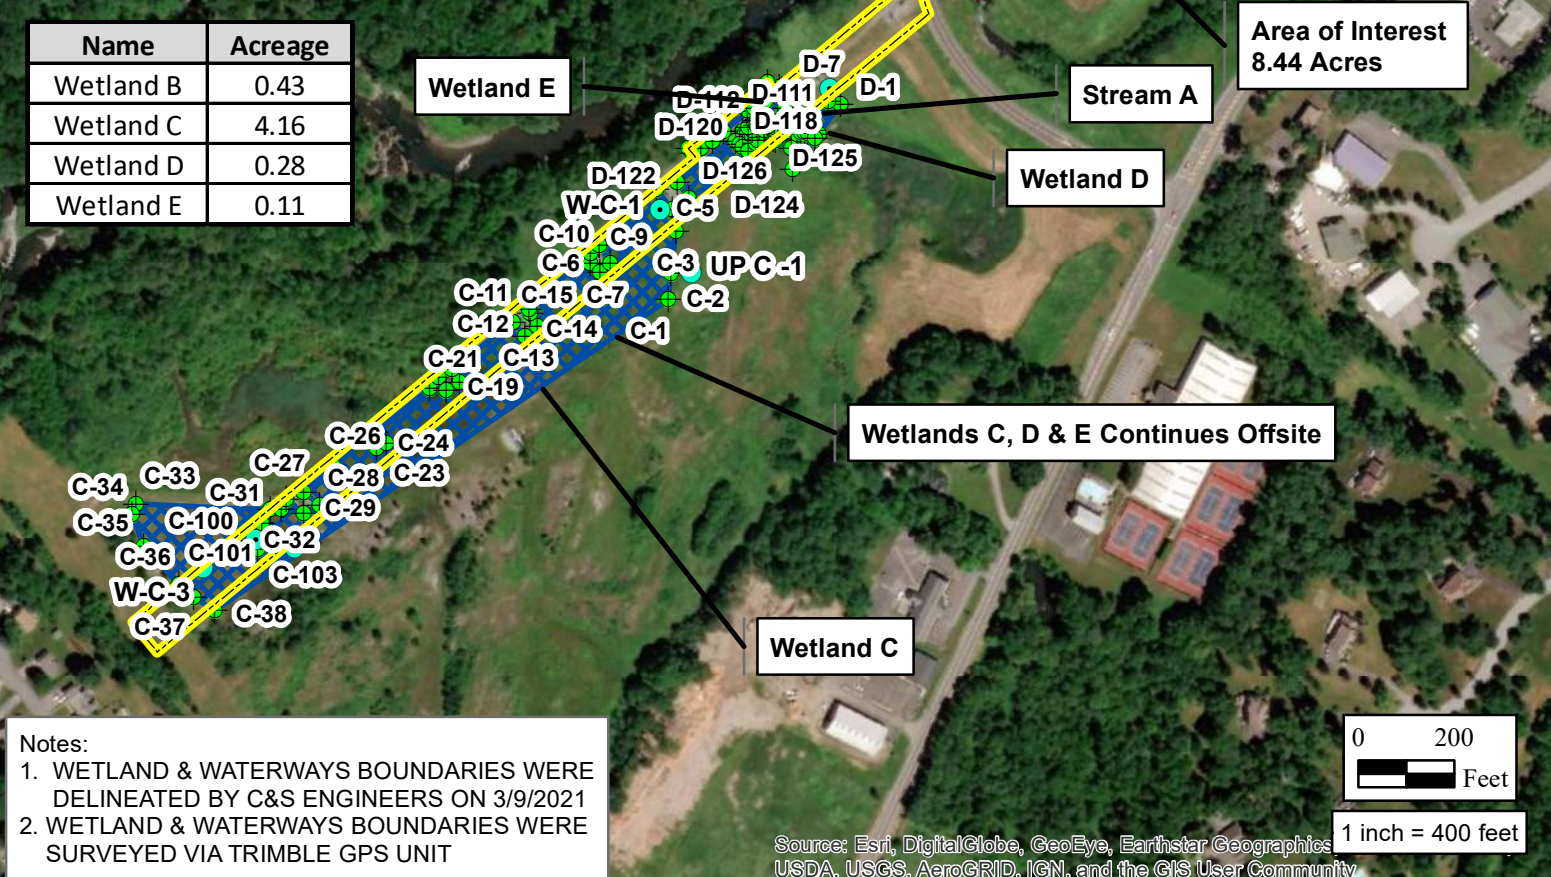 Name Acreage
Wetland B 0.43
Wetland C 4.16
Wetland D 0.28
Wetland E 0.11
Area of Interest
8.44 Acres
Wetland E
Stream A
Wetland D
D-7
D-111
D-1
D-112
D-118
D-120
D-125
D-126
D-122
W-C-1
C-5
D-124
C-10
C-9
C-6
C-3
UP C -1
C-11
C-15
C-7
C-2
C-12
C-14
C-1
C-21
C-13
C-19
Wetlands C, D & E Continues Offsite
C-26
C-24
C-27
C-23
C-33
C-28
C-34
C-31
C-29
C-35
C-100
C-32
C-36
C-101
C-103
W-C-3
C-38
C-37
Wetland C
Notes:
1. WETLAND & WATERWAYS BOUNDARIES WERE
DELINEATED BY C&S ENGINEERS ON 3/9/2021
2. WETLAND & WATERWAYS BOUNDARIES WERE
SURVEYED VIA TRIMBLE GPS UNIT
0 200
Feet
1 inch = 400 feet
Source: Esri, DigitalGlobe, GeoEye, Earthstar Geographics,
USDA, USGS, AeroGRID, IGN, and the GIS User Community